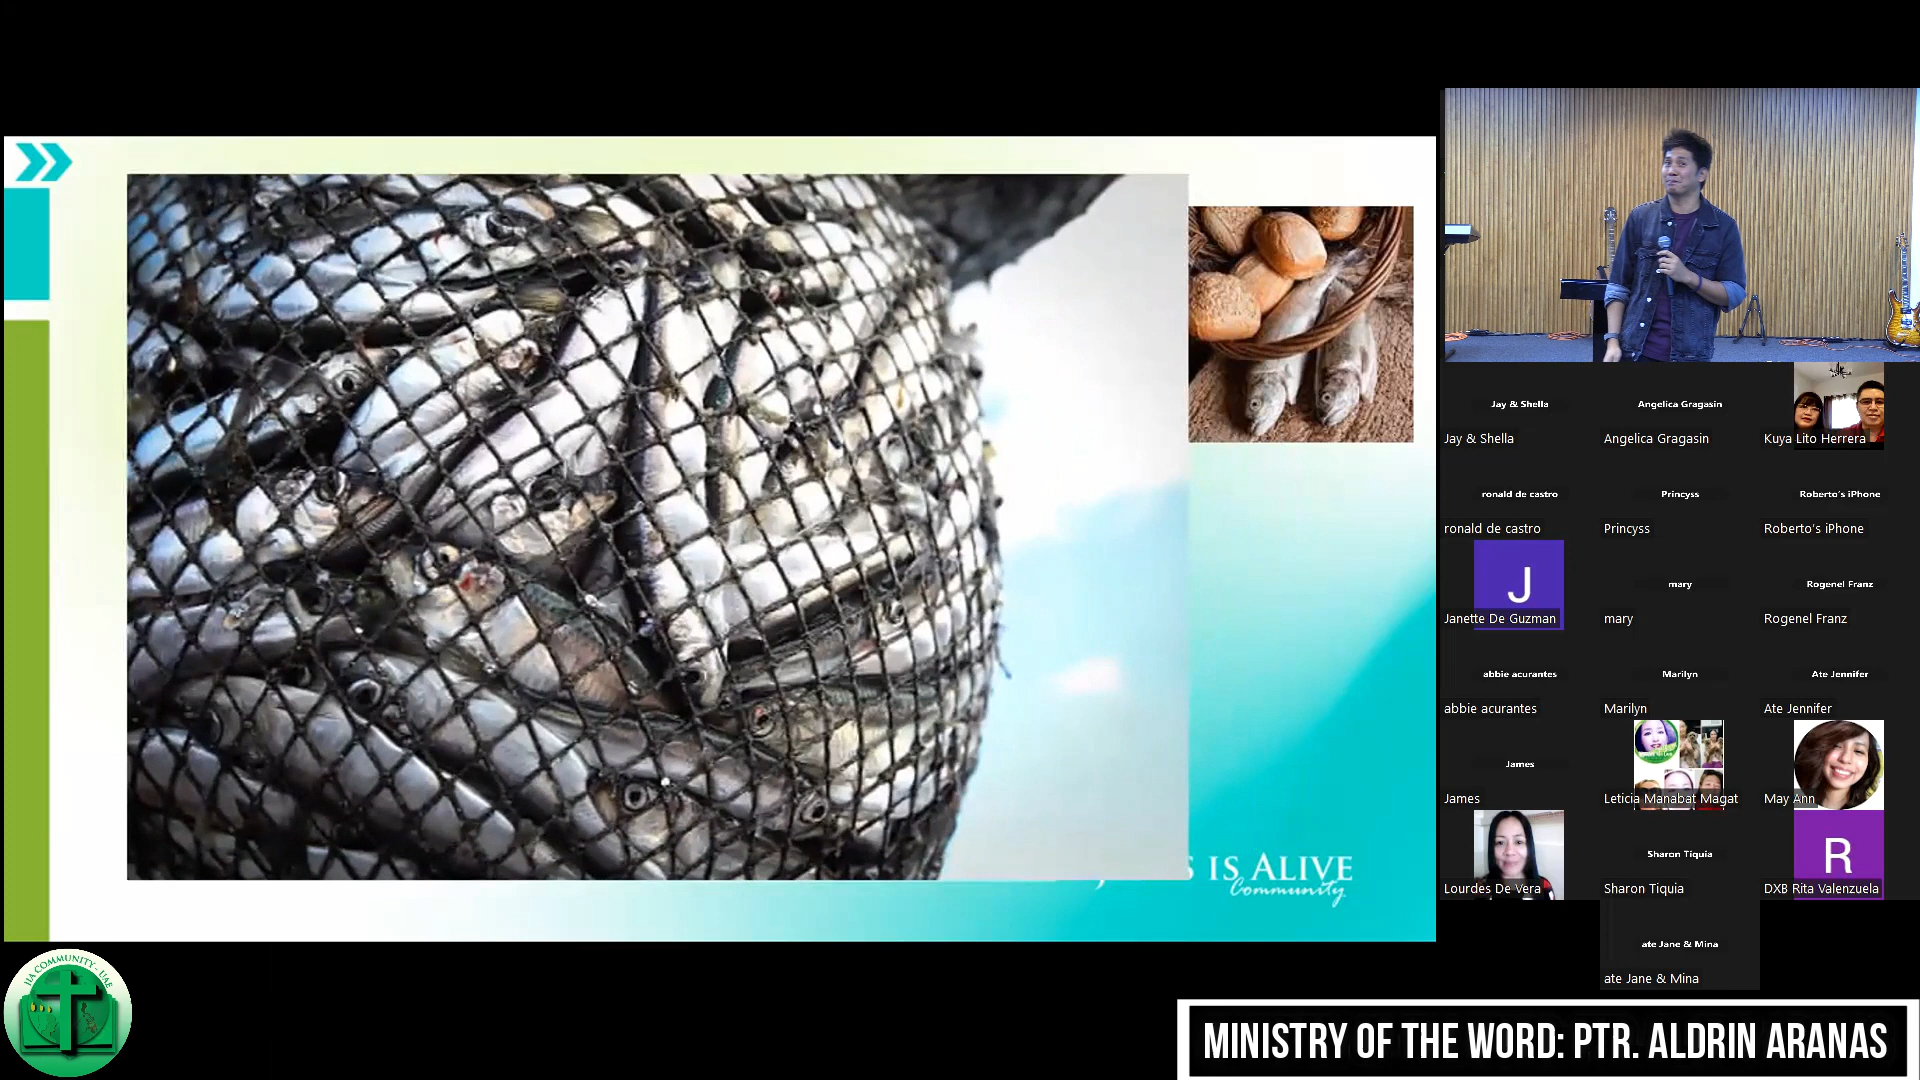 S IS ALIVE
Community
Jay & Shella
Jay & Shella
Angelica Gragasin
Angelica Gragasin
Kuya Lito Herrera
ronald de castro
ronald de castro
Princyss
Princyss
Roberto's iPhone
Roberto's iPhone
J
Janette De Guzman
mary
mary
Rogenel Franz
Rogenel Franz
abbie acurantes
abbie acurantes
Marilyn
Marilyn
Ate Jennifer
Ate Jennifer
James
James
Leticia Manabat Magat
May Ann
Lourdes De Vera
Sharon Tiquia
Sharon Tiquia
R
DXB Rita Valenzuela
ate Jane & Mina
ate Jane & Mina
JIA COMMUNITY - UAE
MINISTRY OF THE WORD: PTR. ALDRIN ARANAS